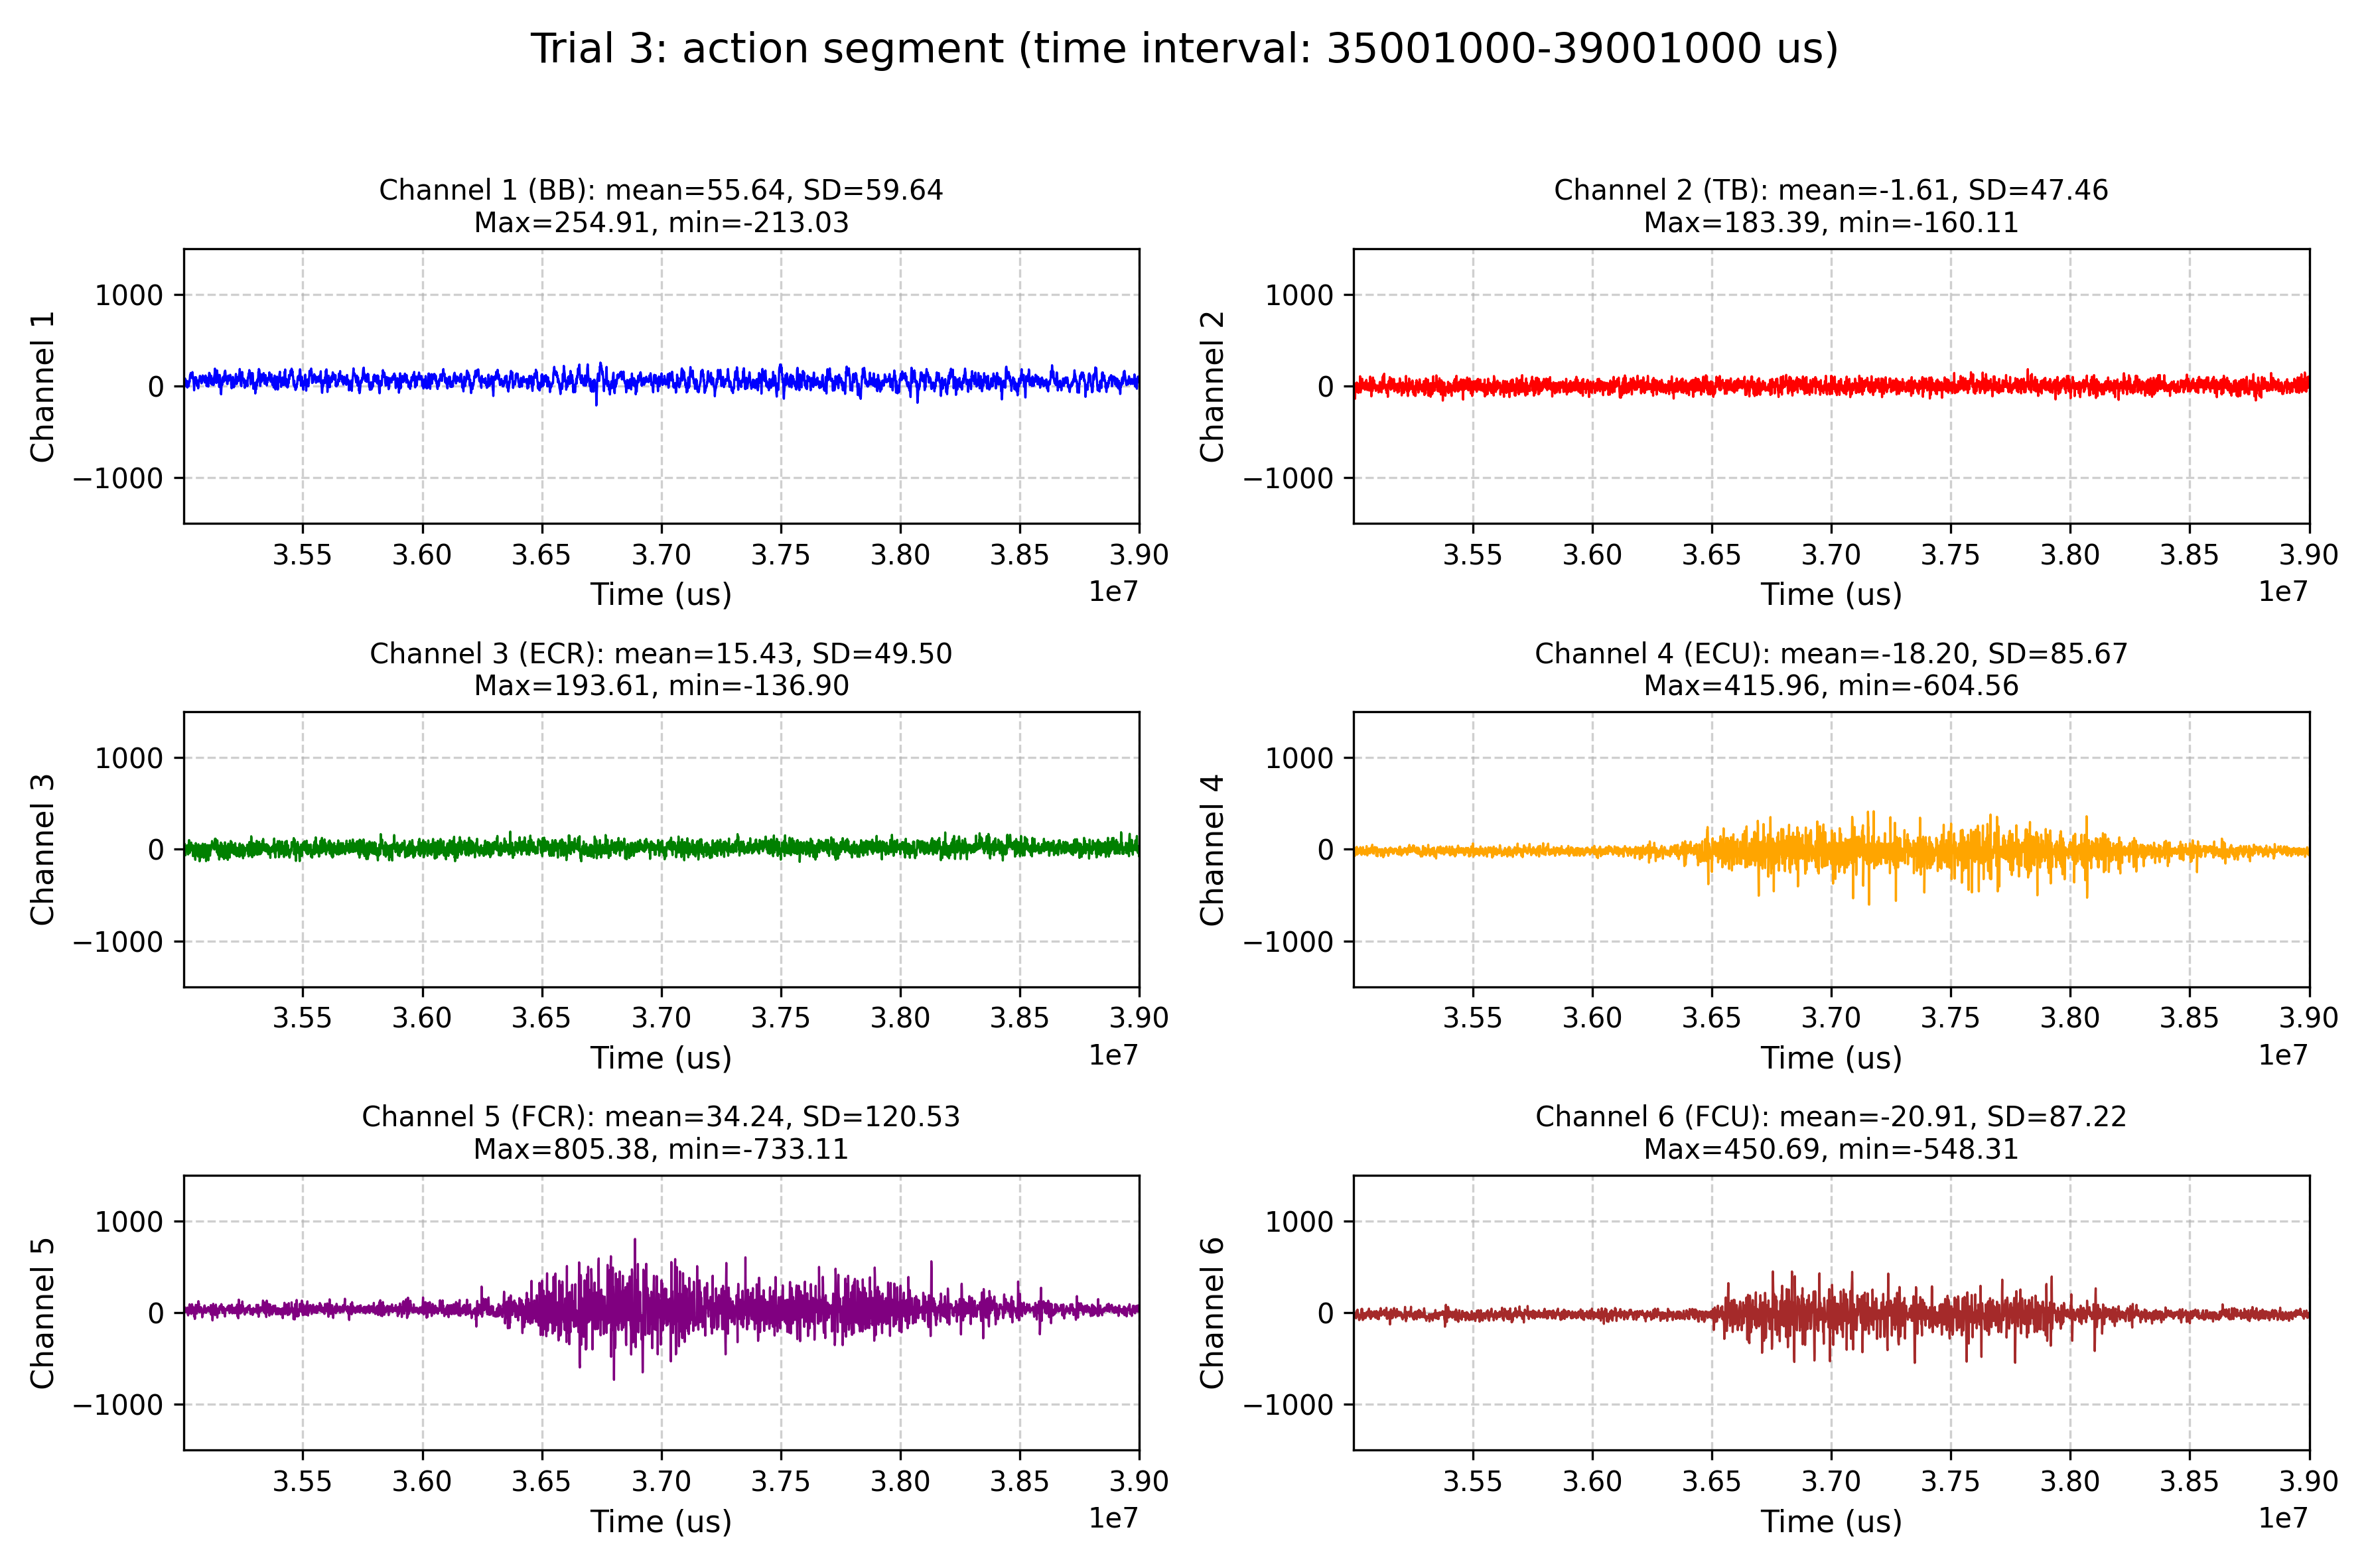 Trial 3: action segment (time interval: 35001000-39001000 us)
Channel 1 (BB): mean=55.64, SD=59.64
Max=254.91, min=-213.03
Channel 1
1000
0
−1000
3.55 3.60 3.65 3.70 3.75 3.80 3.85 3.90
Time (us)
1e7
Channel 2 (TB): mean=-1.61, SD=47.46
Max=183.39, min=-160.11
Channel 2
1000
0
−1000
3.55 3.60 3.65 3.70 3.75 3.80 3.85 3.90
Time (us)
1e7
Channel 3 (ECR): mean=15.43, SD=49.50
Max=193.61, min=-136.90
Channel 3
1000
0
−1000
3.55 3.60 3.65 3.70 3.75 3.80 3.85 3.90
Time (us)
1e7
Channel 4 (ECU): mean=-18.20, SD=85.67
Max=415.96, min=-604.56
Channel 4
1000
0
−1000
3.55 3.60 3.65 3.70 3.75 3.80 3.85 3.90
Time (us)
1e7
Channel 5 (FCR): mean=34.24, SD=120.53
Max=805.38, min=-733.11
Channel 5
1000
0
−1000
3.55 3.60 3.65 3.70 3.75 3.80 3.85 3.90
Time (us)
1e7
Channel 6 (FCU): mean=-20.91, SD=87.22
Max=450.69, min=-548.31
Channel 6
1000
0
−1000
3.55 3.60 3.65 3.70 3.75 3.80 3.85 3.90
Time (us)
1e7